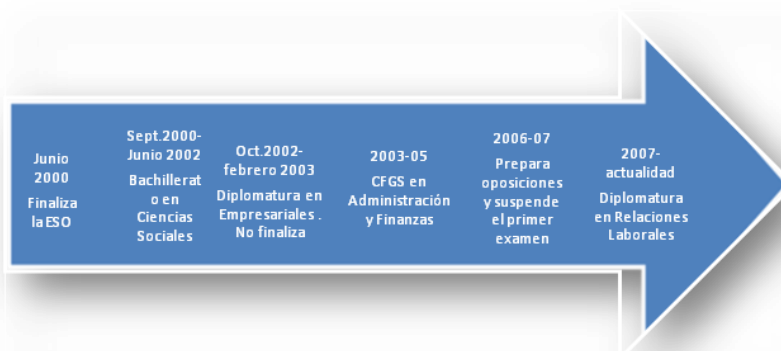 Junio
2000
Finaliza
la ESO
Sept.2000-
Junio 2002
Bachillerat
o en
Ciencias
Sociales
Oct.2002-
febrero 2003
Diplomatura en
Empresariales .
No finaliza
2003-05
CFGS en
Administración
y Finanzas
2006-07
Prepara
oposiciones
y suspende
el primer
examen
2007-
actualidad
Diplomatura
en Relaciones
Laborales